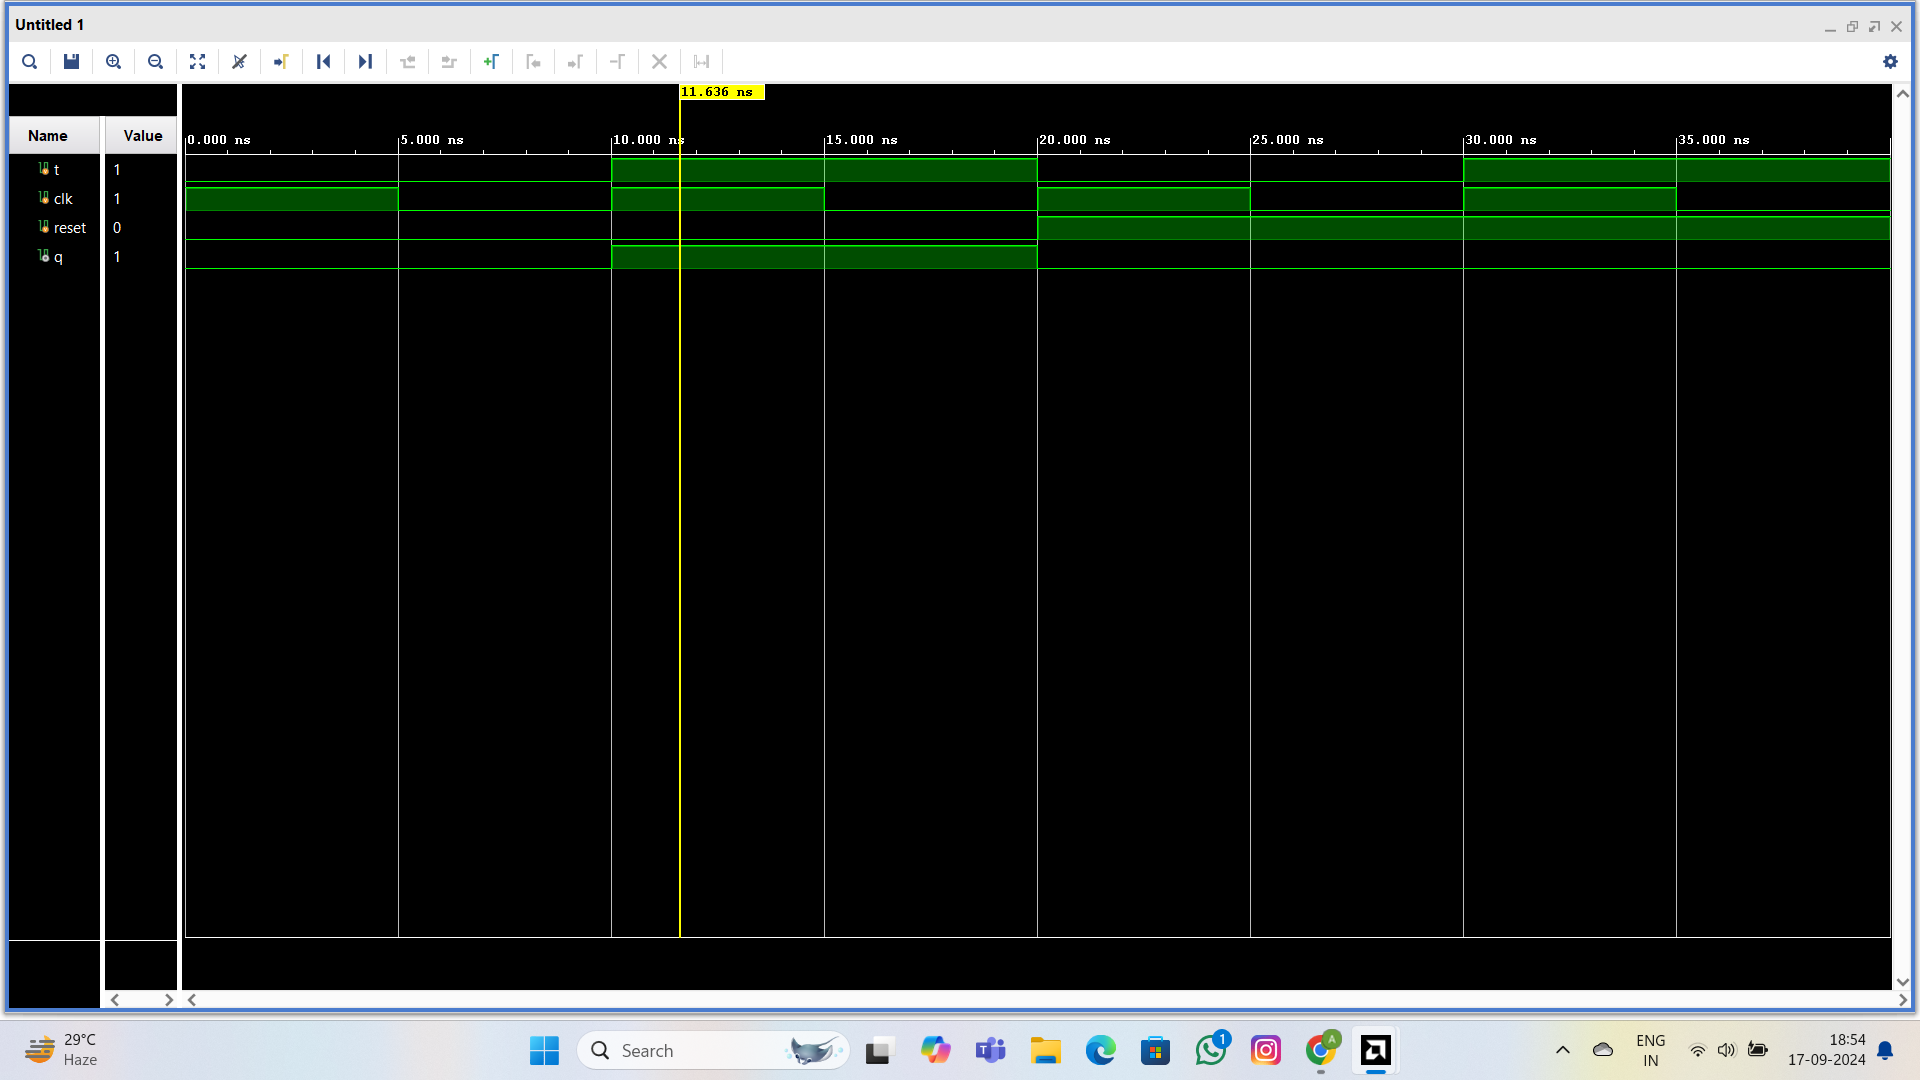 Untitled 1
11.636 ns
Name Value
0.000 ns 5.000 ns 10.000 ns 15.000 ns 20.000 ns 25.000 ns 30.000 ns 35.000 ns
t 1
clk 1
reset 0
q 1
29°C
Haze
Search
1
A
ENG
IN
18:54
17-09-2024